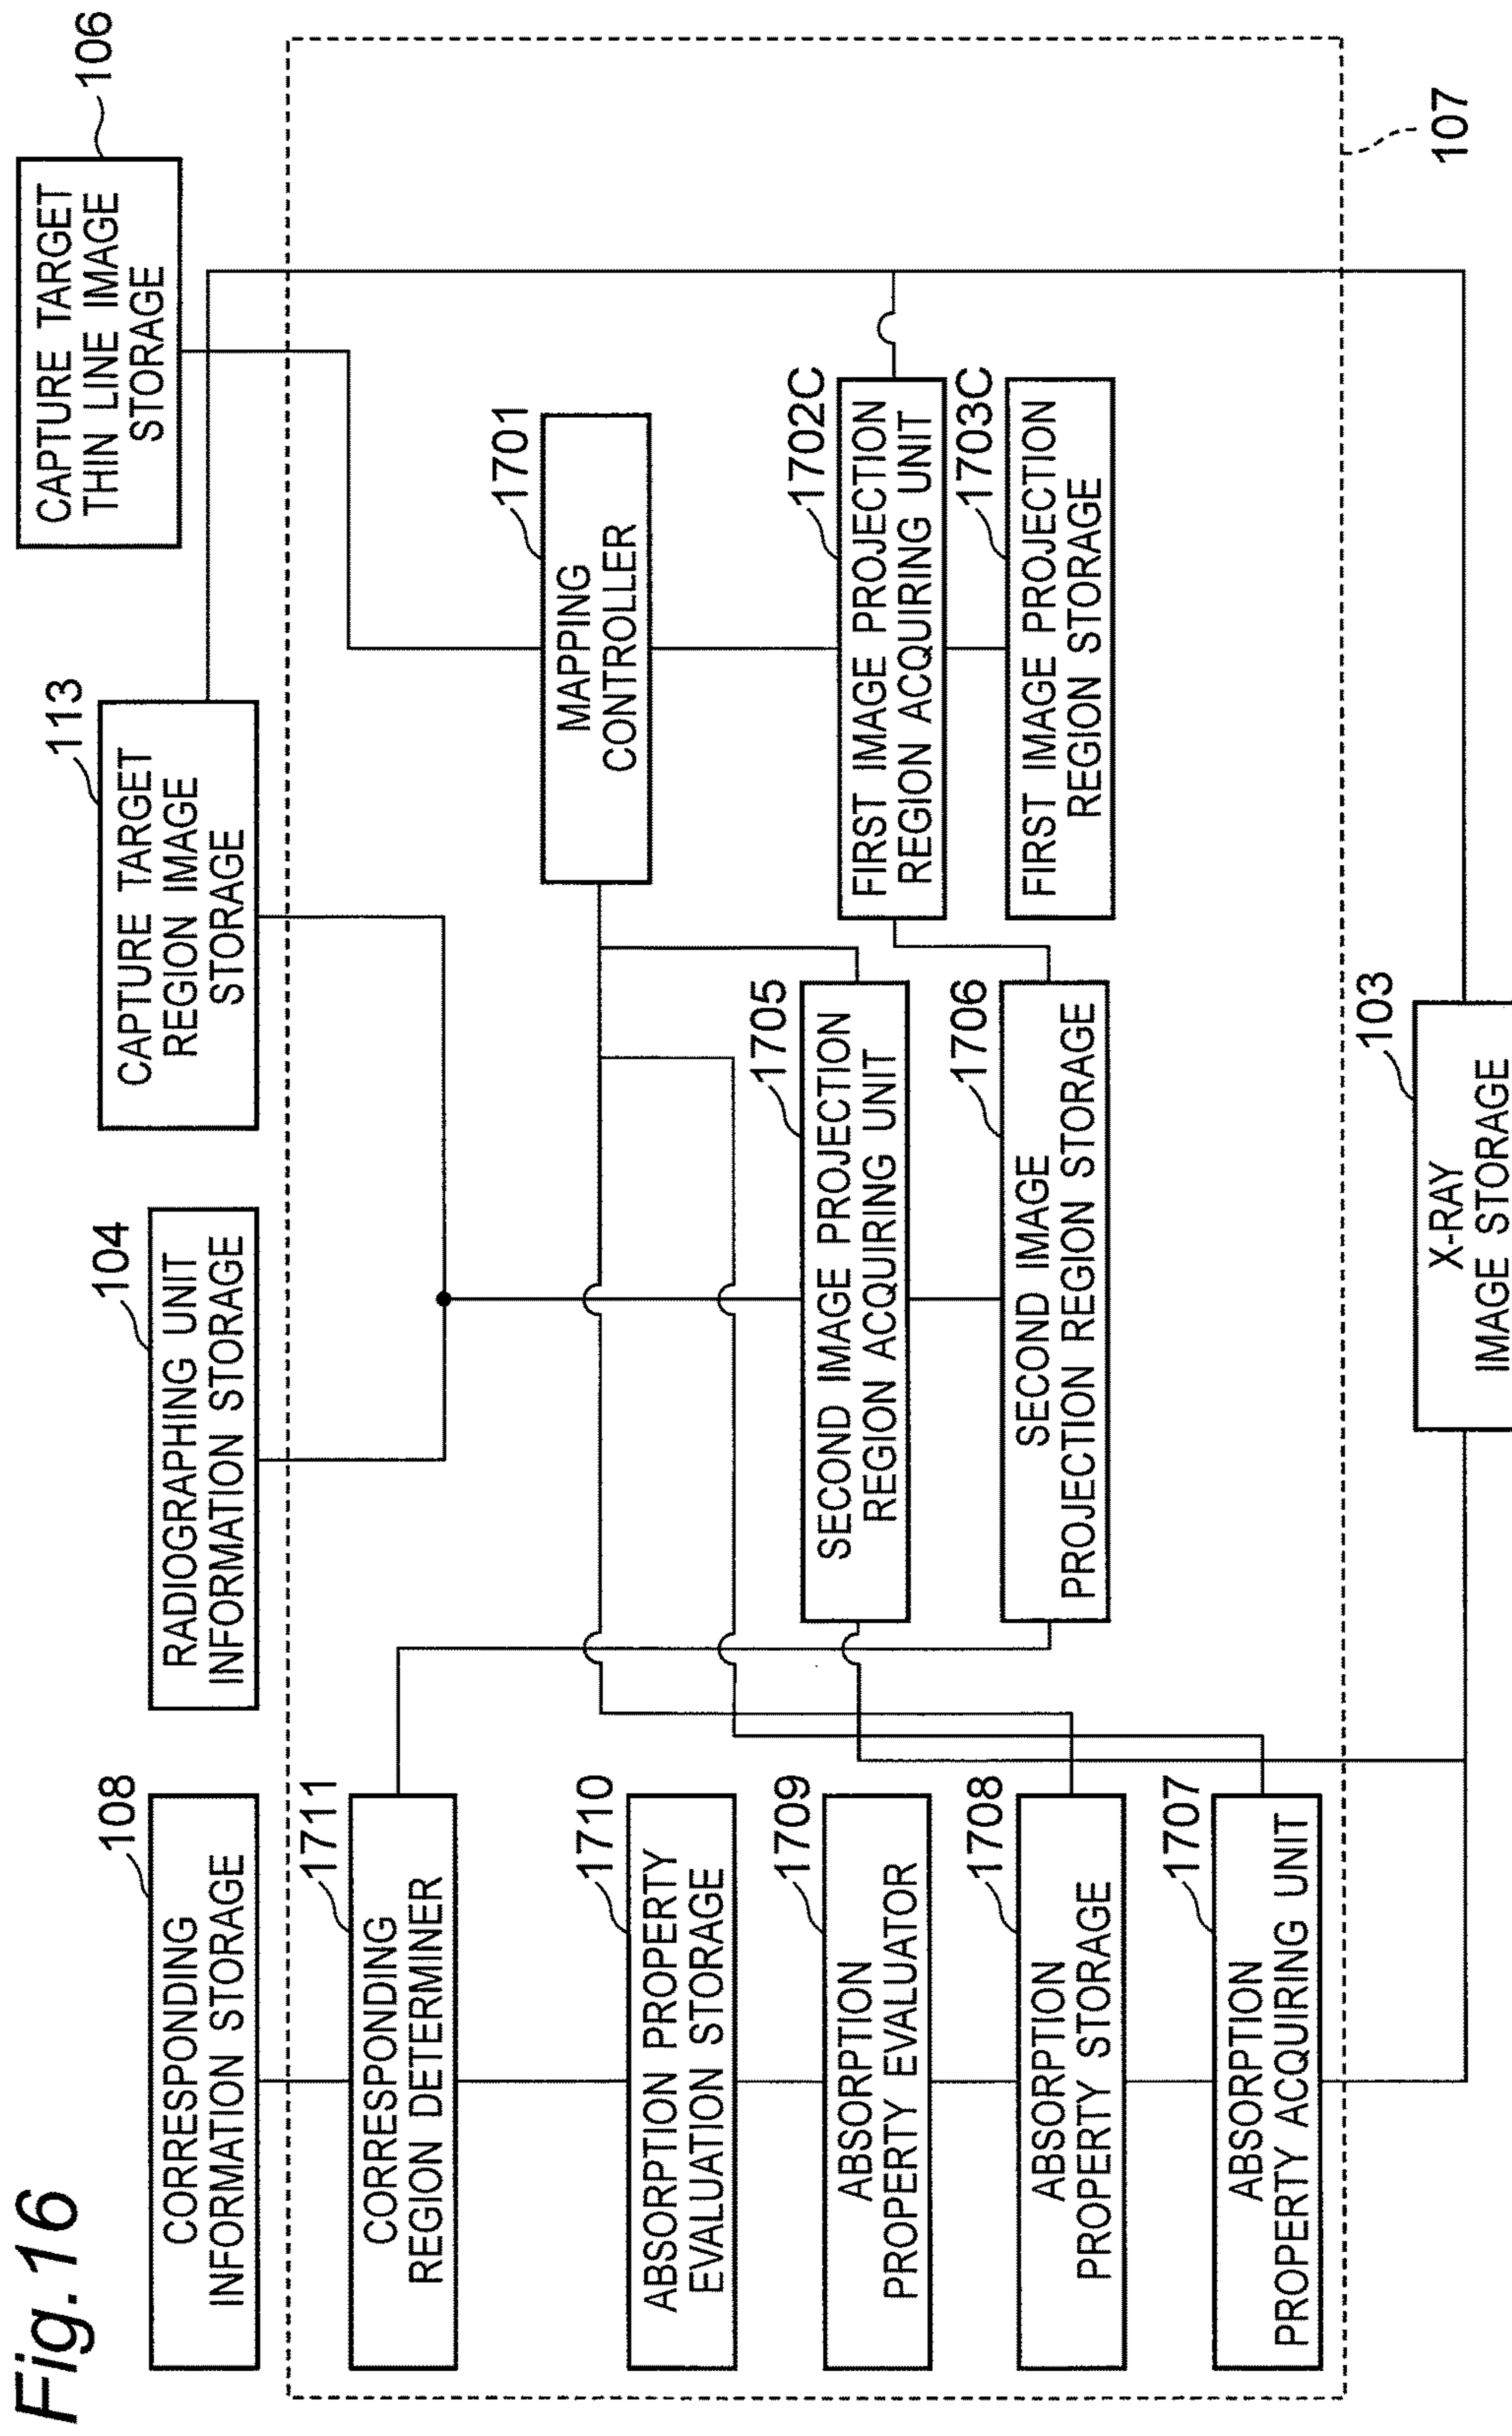 Fig.16
CORRESPONDING
INFORMATION STORAGE
108
RADIOGRAPHING UNIT
INFORMATION STORAGE
104
CAPTURE TARGET
REGION IMAGE
STORAGE
113
CAPTURE TARGET
THIN LINE IMAGE
STORAGE
106
CORRESPONDING
REGION DETERMINER
1711
ABSORPTION PROPERTY
EVALUATION STORAGE
1710
ABSORPTION
PROPERTY EVALUATOR
1709
ABSORPTION
PROPERTY STORAGE
1708
ABSORPTION
PROPERTY ACQUIRING UNIT
1707
SECOND IMAGE PROJECTION
REGION ACQUIRING UNIT
1705
SECOND IMAGE
PROJECTION REGION STORAGE
1706
MAPPING
CONTROLLER
1701
FIRST IMAGE PROJECTION
REGION ACQUIRING UNIT
1702C
FIRST IMAGE PROJECTION
REGION STORAGE
1703C
107
X-RAY
IMAGE STORAGE
103